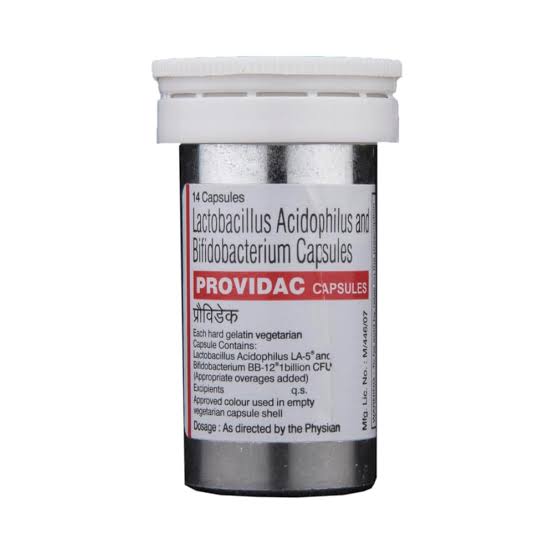 14 Capsules
Lactobacillus Acidophilus and
Bifidobacterium Capsules
PROVIDAC CAPSULES
प्रौविडेक
Each hard gelatin vegetarian
Capsule Contains:
Lactobacillus Acidophilus LA-5® and
Bifidobacterium BB-12® 1billion CFU
(Appropriate overages added)
Excipients q.s.
Approved colour used in empty
vegetarian capsule shell
Dosage : As directed by the Physian
Mfg. Lic. No. : M/446/07